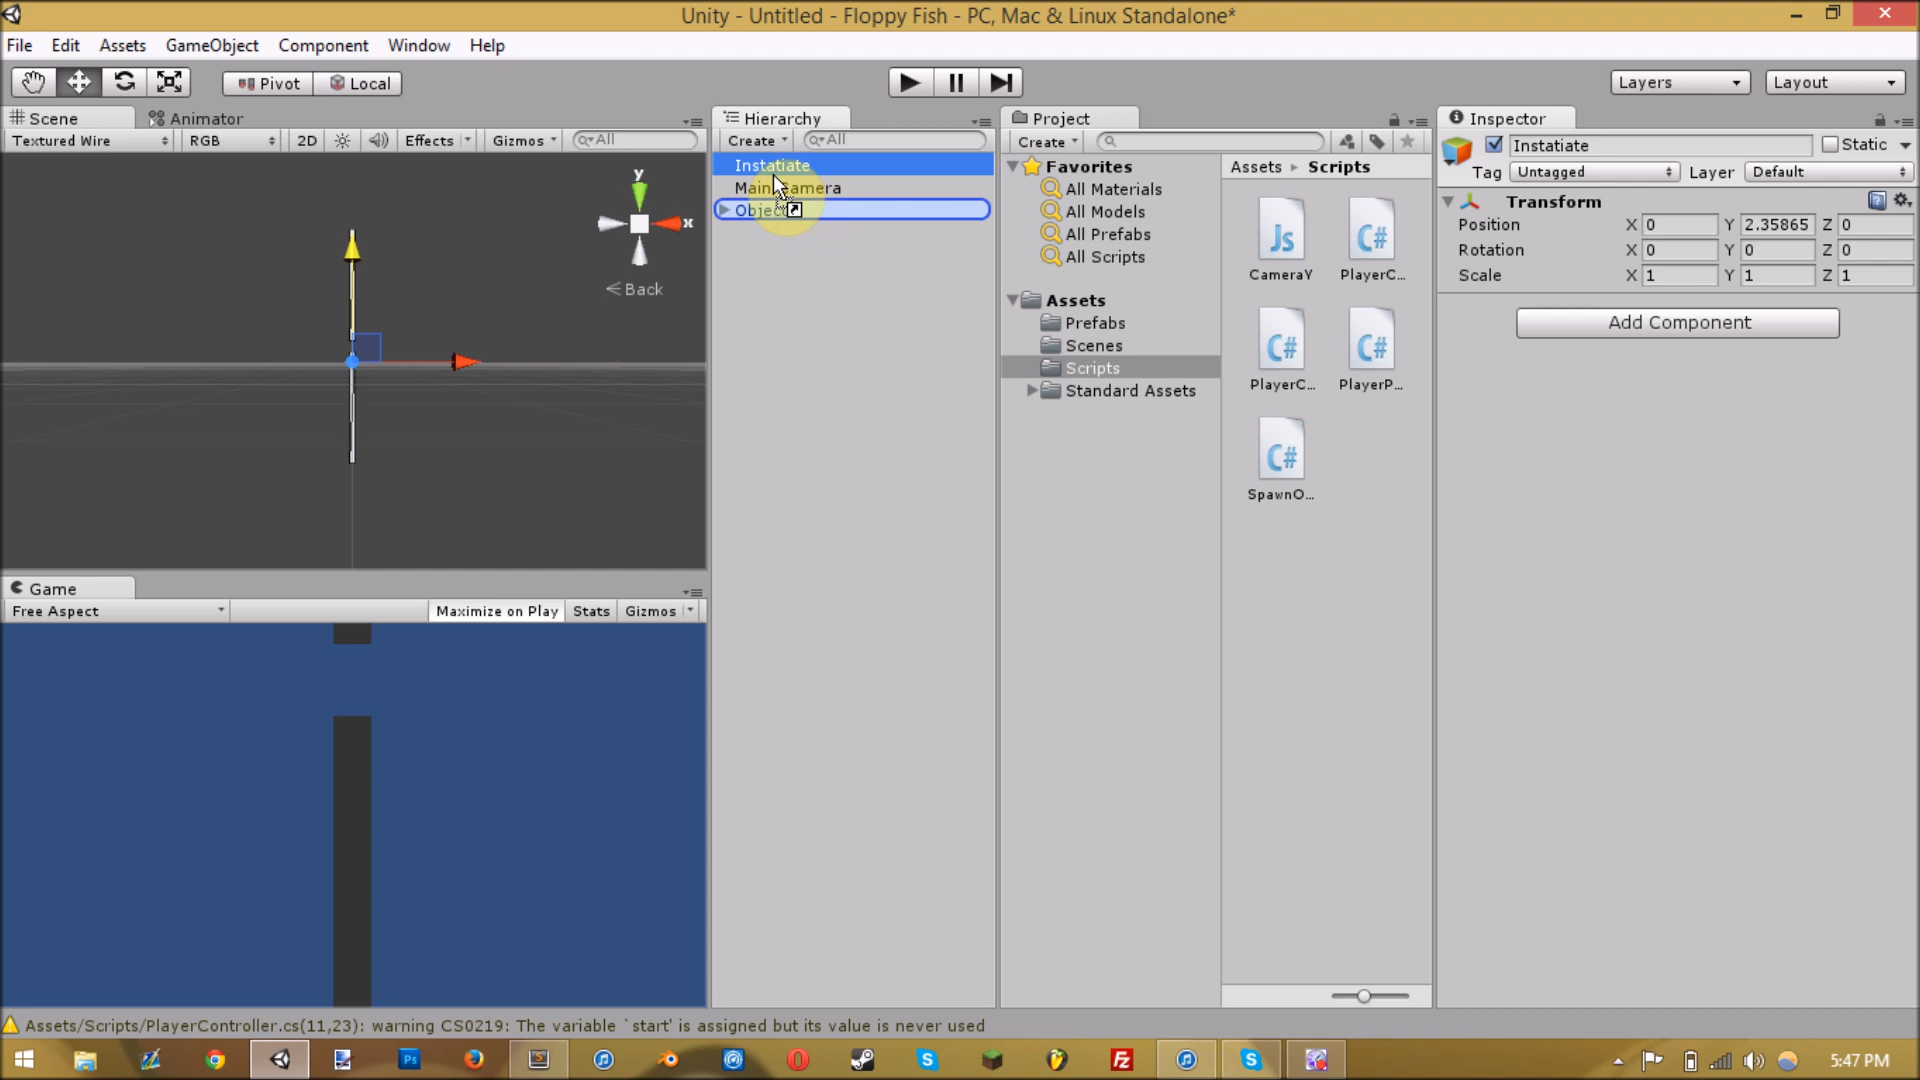 Unity - Untitled - Floppy Fish - PC, Mac & Linux Standalone*
File Edit Assets GameObject Component Window Help
Pivot Local Layers Layout
Scene Animator
Textured Wire RGB 2D Effects Gizmos All
y
x
Back
Game
Free Aspect Maximize on Play Stats Gizmos
Hierarchy
Create All
Instatiate
Main Camera
Project
Create
Favorites
All Materials
All Models
All Prefabs
All Scripts
Assets
Prefabs
Scenes
Scripts
Standard Assets
Assets Scripts
Js C#
CameraY PlayerC...
C# C#
PlayerC... PlayerP...
C#
SpawnO...
Inspector
Instatiate Static
Tag Untagged Layer Default
Transform
Position X 0 Y 2.35865 Z 0
Rotation X 0 Y 0 Z 0
Scale X 1 Y 1 Z 1
Add Component
Assets/Scripts/PlayerController.cs(11,23): warning CS0219: The variable `start' is assigned but its value is never used
Ps S S Fz S
5:47 PM